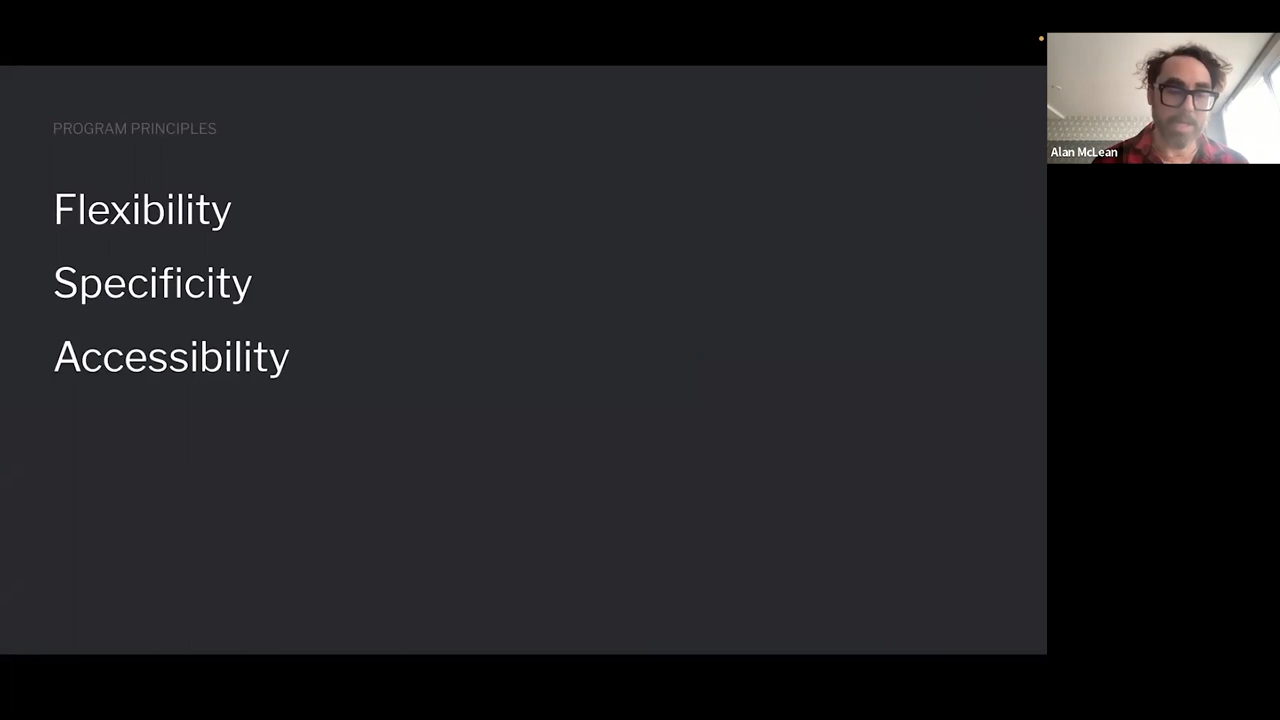 PROGRAM PRINCIPLES
Flexibility
Specificity
Accessibility
Alan McLean